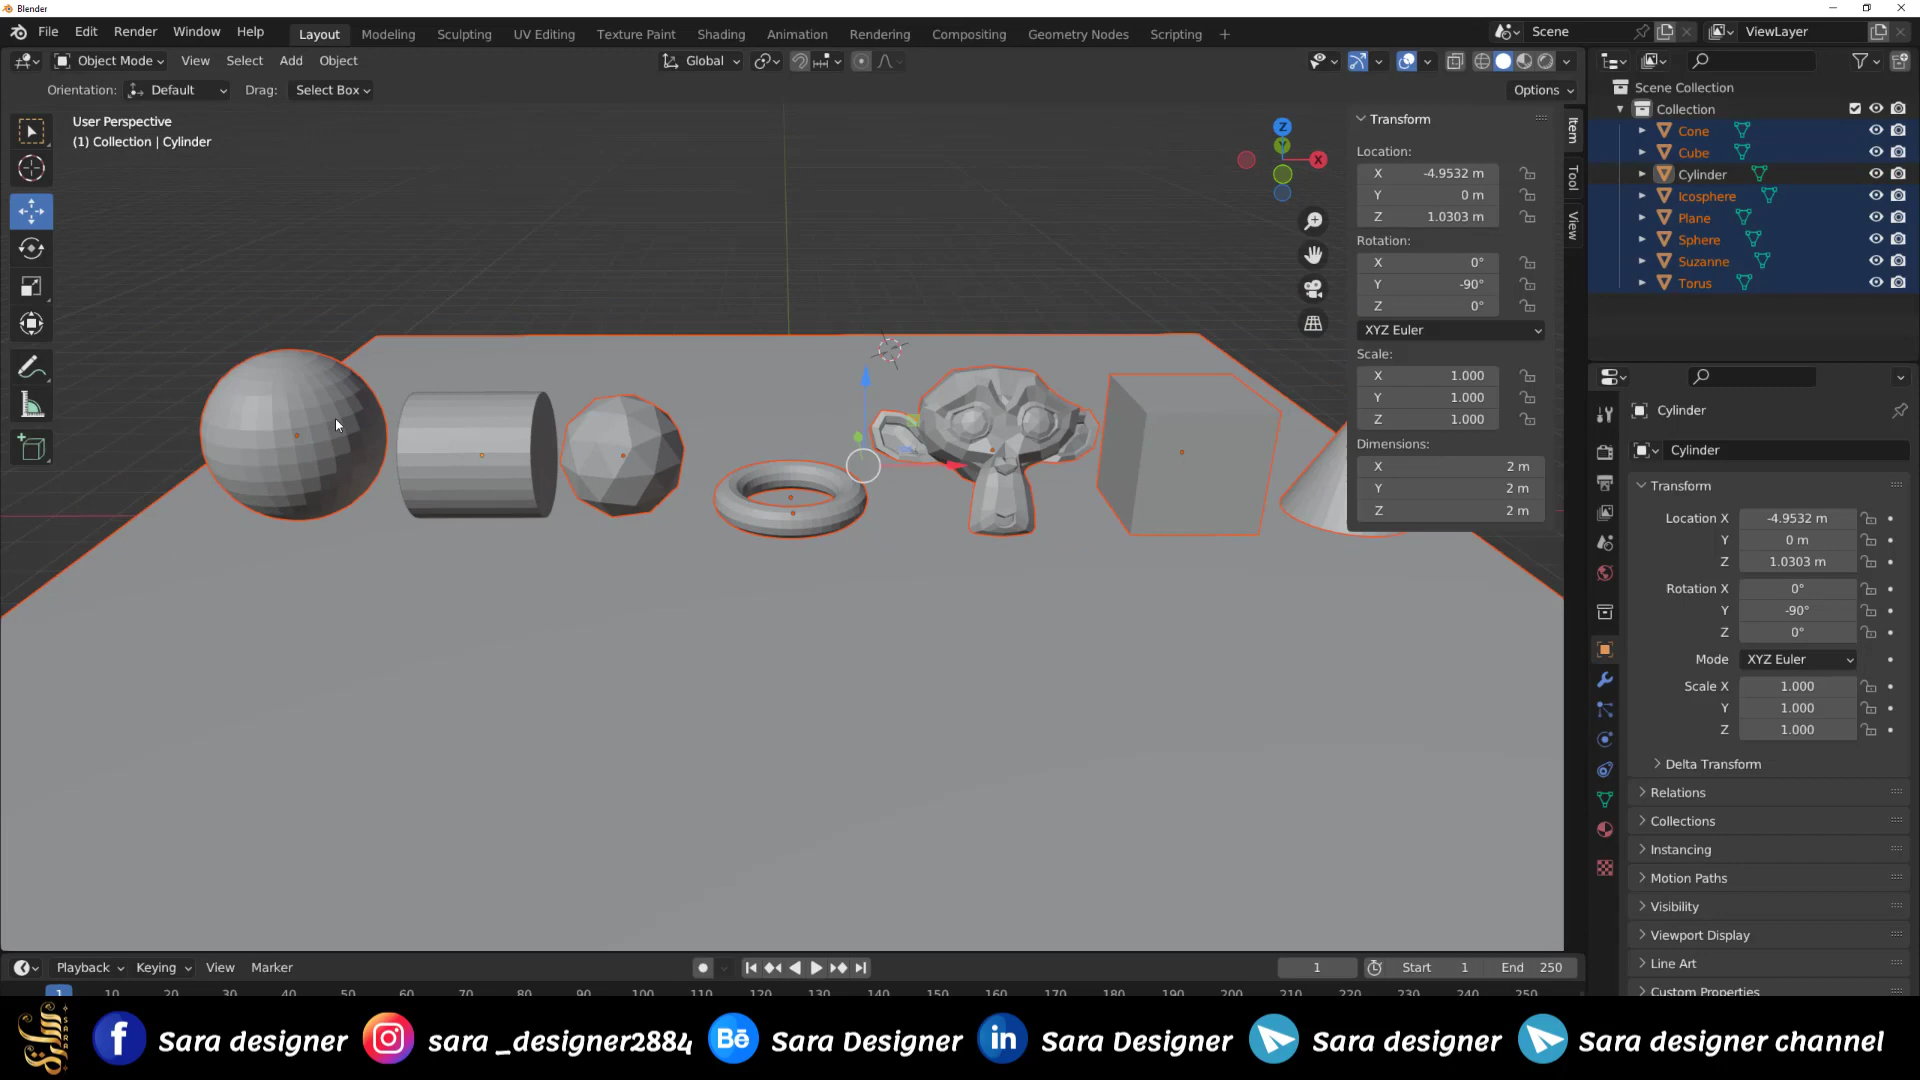 Blender
File Edit Render Window Help Layout Modeling Sculpting UV Editing Texture Paint Shading Animation Rendering Compositing Geometry Nodes Scripting + Scene ViewLayer
Object Mode View Select Add Object Global
Orientation: Default Drag: Select Box Options
User Perspective
(1) Collection | Cylinder
Z
Y
X
Transform
Location:
X -4.9532 m
Y 0 m
Z 1.0303 m
Rotation:
X 0°
Y -90°
Z 0°
XYZ Euler
Scale:
X 1.000
Y 1.000
Z 1.000
Dimensions:
X 2 m
Y 2 m
Z 2 m
Item
Tool
View
Scene Collection
Collection
Cone
Cube
Cylinder
Icosphere
Plane
Sphere
Suzanne
Torus
Cylinder
Cylinder
Transform
Location X -4.9532 m
Y 0 m
Z 1.0303 m
Rotation X 0°
Y -90°
Z 0°
Mode XYZ Euler
Scale X 1.000
Y 1.000
Z 1.000
Delta Transform
Relations
Collections
Instancing
Motion Paths
Visibility
Viewport Display
Line Art
Custom Properties
Playback Keying View Marker 1 Start 1 End 250
1 10 20 30 40 50 60 70 80 90 100 110 120 130 140 150 160 170 180 190 200 210 220 230 240 250
Sara designer sara _designer2884 Bē Sara Designer in Sara Designer Sara designer Sara designer channel